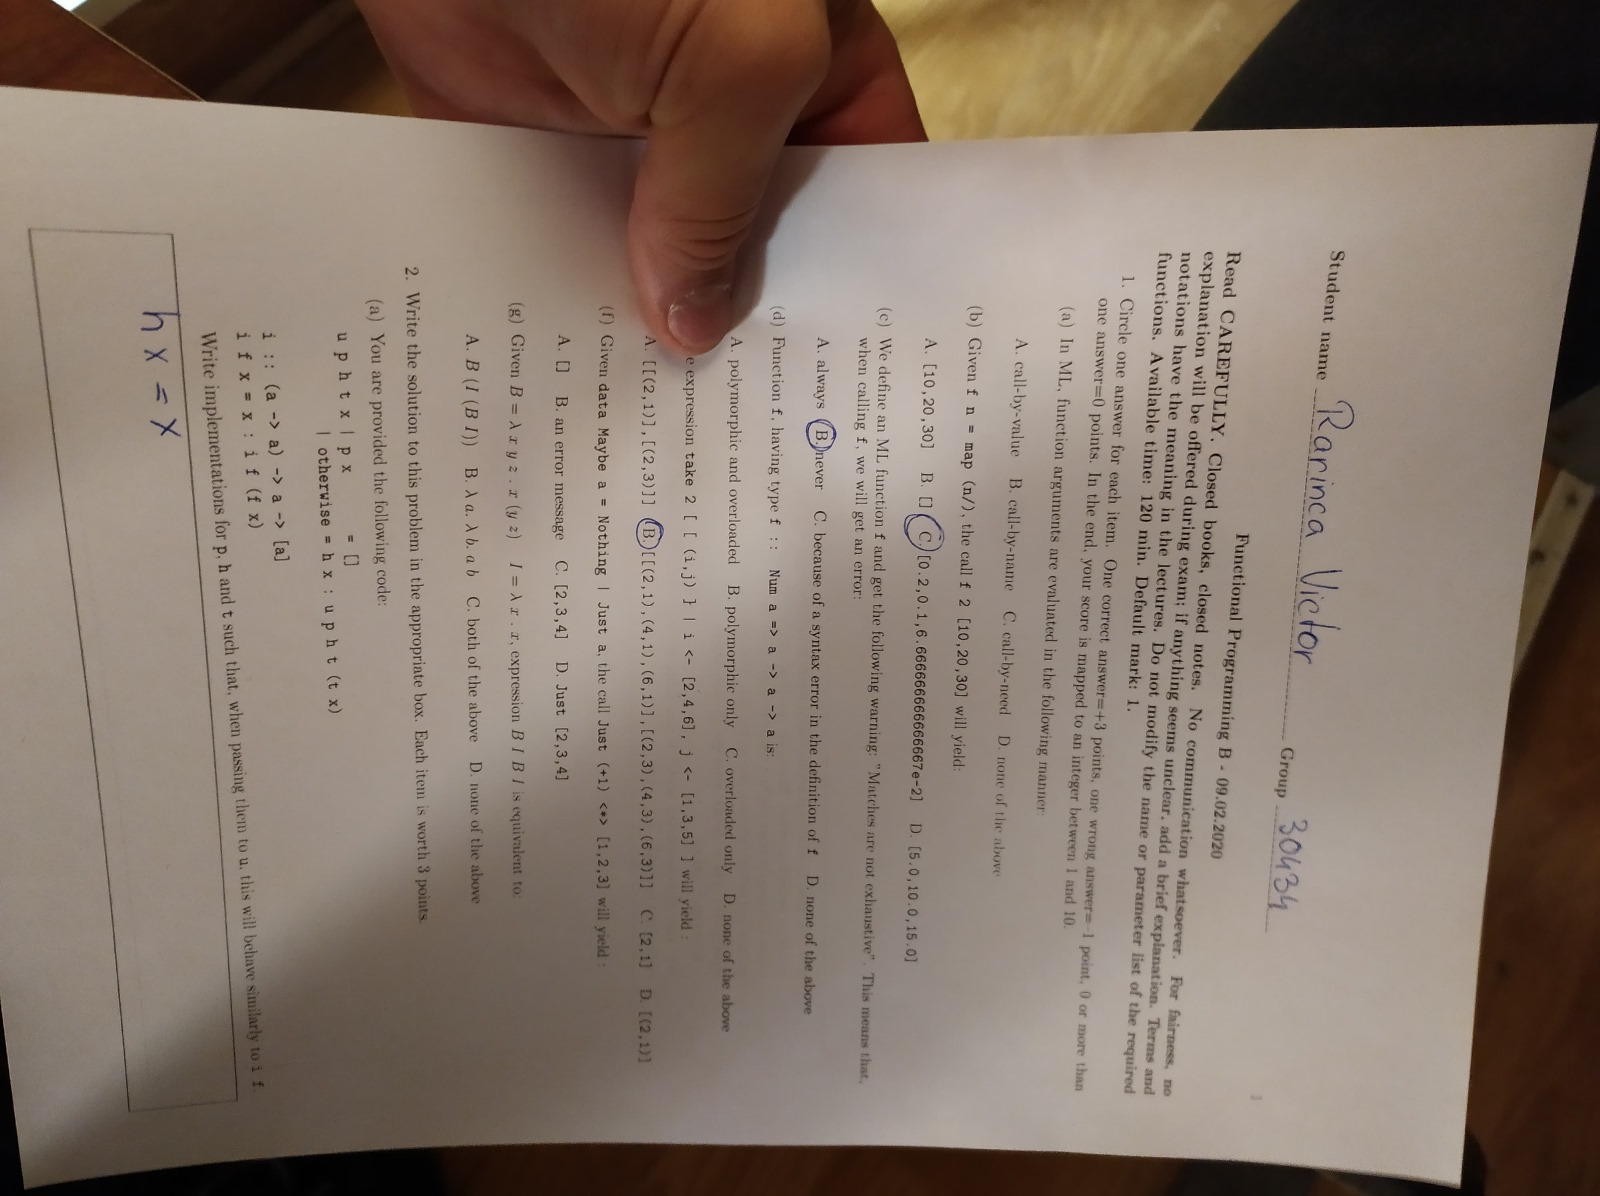 Student name Rarinca Victor Group 30434
Functional Programming B - 09.02.2020
Read CAREFULLY. Closed books, closed notes. No communication whatsoever. For fairness, no
explanation will be offered during exam; if anything seems unclear, add a brief explanation. Terms and
notations have the meaning in the lectures. Do not modify the name or parameter list of the required
functions. Available time: 120 min. Default mark: 1.
1. Circle one answer for each item. One correct answer=+3 points, one wrong answer=-1 point, 0 or more than
one answer=0 points. In the end, your score is mapped to an integer between 1 and 10.
(a) In ML, function arguments are evaluated in the following manner:
A. call-by-value B. call-by-name C. call-by-need D. none of the above
(b) Given f n = map (n/), the call f 2 [10,20,30] will yield:
A. [10,20,30] B. [] C. [0.2,0.1,6.666666666666667e-2] D. [5.0,10.0,15.0]
(c) We define an ML function f and get the following warning: "Matches are not exhaustive". This means that,
when calling f, we will get an error:
A. always B. never C. because of a syntax error in the definition of f D. none of the above
(d) Function f, having type f :: Num a => a -> a -> a is:
A. polymorphic and overloaded B. polymorphic only C. overloaded only D. none of the above
e expression take 2 [ [ (i,j) ] | i <- [2,4,6], j <- [1,3,5] ] will yield :
A. [[(2,1)],[(2,3)]] B. [[(2,1),(4,1),(6,1)],[(2,3),(4,3),(6,3)]] C. [2,1] D. [(2,1)]
(f) Given data Maybe a = Nothing | Just a, the call Just (+1) <*> [1,2,3] will yield :
A. [] B. an error message C. [2,3,4] D. Just [2,3,4]
(g) Given B = λ x y z . x (y z) I = λ x . x, expression B I B I is equivalent to:
A. B (I (B I)) B. λ a. λ b. a b C. both of the above D. none of the above
2. Write the solution to this problem in the appropriate box. Each item is worth 3 points.
(a) You are provided the following code:
u p h t x | p x = []
| otherwise = h x : u p h t (t x)
i :: (a -> a) -> a -> [a]
i f x = x : i f (f x)
Write implementations for p, h and t such that, when passing them to u, this will behave similarly to i f.
h x = x